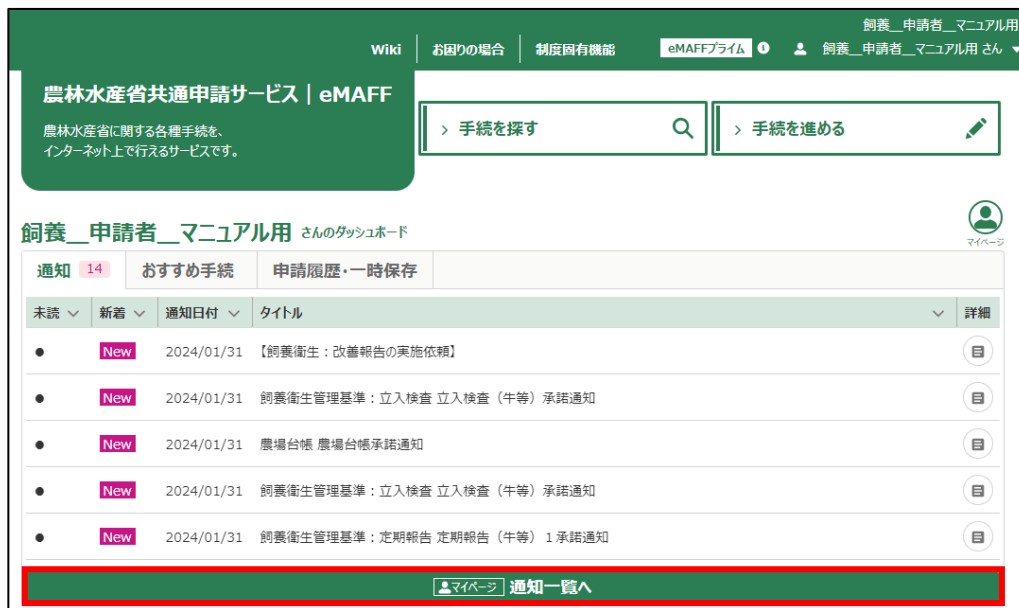 飼養__申請者__マニュアル用
Wiki お困りの場合 制度固有機能 eMAFFプライム 飼養__申請者__マニュアル用 さん
農林水産省共通申請サービス｜eMAFF
農林水産省に関する各種手続を、
インターネット上で行えるサービスです。
> 手続を探す
> 手続を進める
飼養__申請者__マニュアル用 さんのダッシュボード
マイページ
通知 14 おすすめ手続 申請履歴・一時保存
未読 新着 通知日付 タイトル 詳細
● New 2024/01/31 【飼養衛生：改善報告の実施依頼】
● New 2024/01/31 飼養衛生管理基準：立入検査 立入検査（牛等）承諾通知
● New 2024/01/31 農場台帳 農場台帳承諾通知
● New 2024/01/31 飼養衛生管理基準：立入検査 立入検査（牛等）承諾通知
● New 2024/01/31 飼養衛生管理基準：定期報告 定期報告（牛等）１承諾通知
マイページ 通知一覧へ